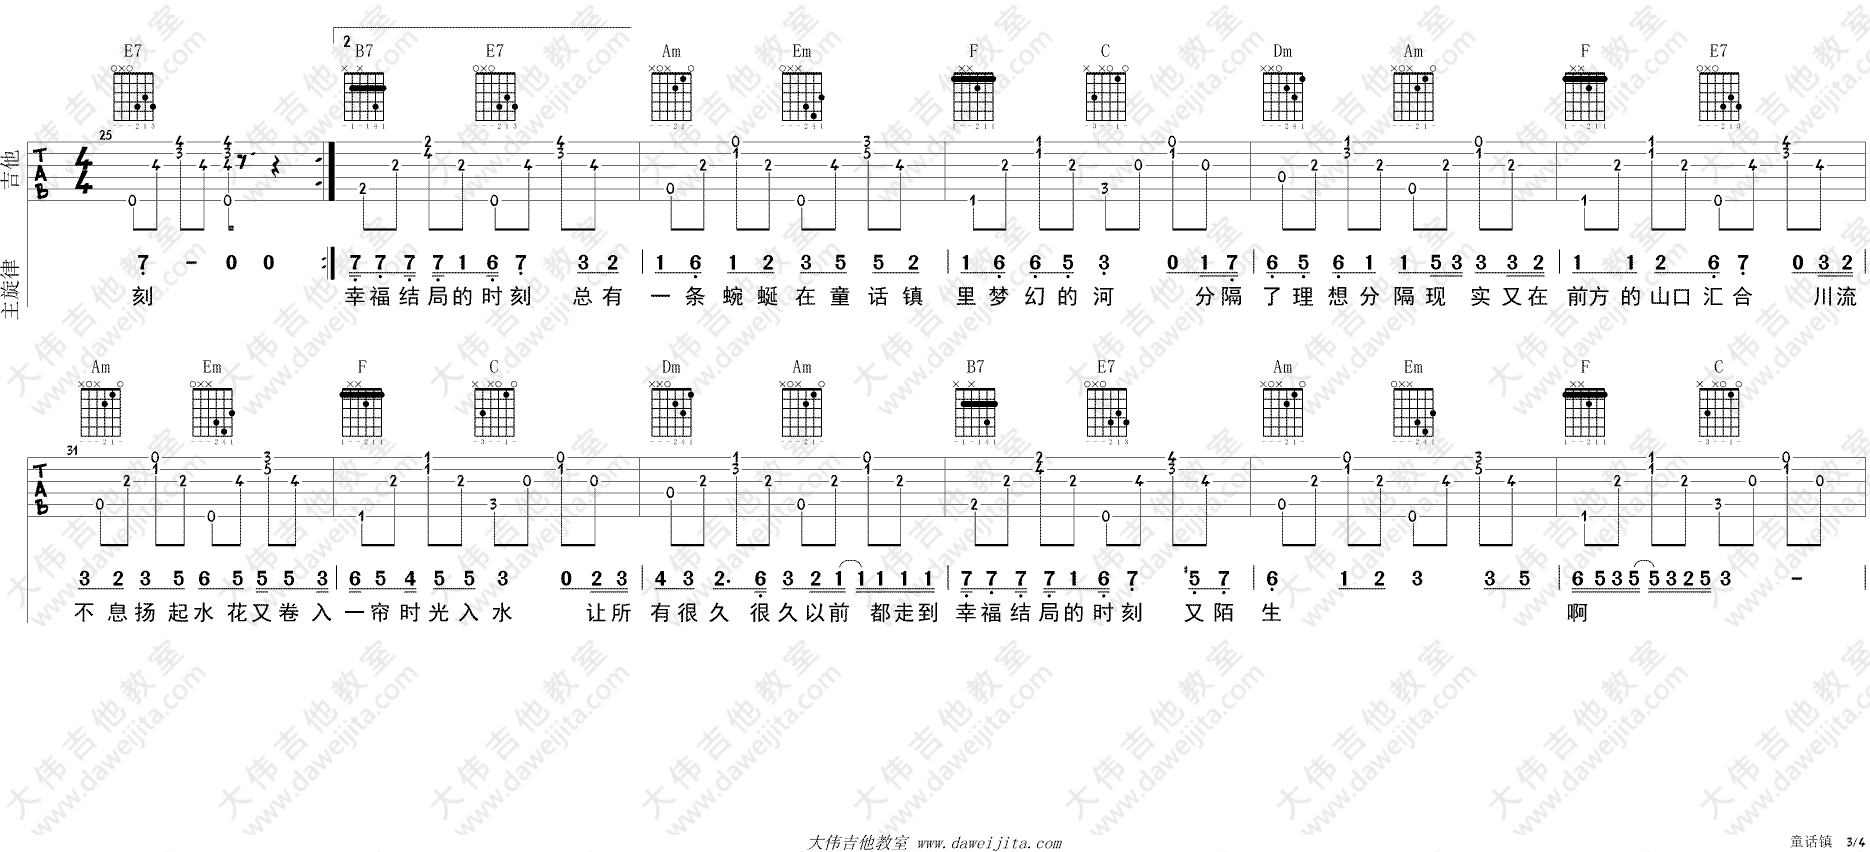 2
E7 B7 E7 Am Em F C Dm Am F E7
25
吉他
TAB
主旋律
7 - 0 0 7 7 7 7 1 6 7 3 2 1 6 1 2 3 5 5 2 1 6 6 5 3 0 1 7 6 5 6 1 1 5 3 3 3 2 1 1 2 6 7 0 3 2
刻 幸福结局的时刻 总有 一条蜿蜒在童话镇 里梦幻的河 分隔 了理想分隔现实又在 前方的山口汇合 川流
Am Em F C Dm Am B7 E7 Am Em F C
31
TAB
3 2 3 5 6 5 5 5 3 6 5 4 5 5 3 0 2 3 4 3 2. 6 3 2 1 1 1 1 1 7 7 7 7 1 6 7 #5 7 6 1 2 3 3 5 6 5 3 5 5 3 2 5 3 -
不息扬起水花又卷入 一帘时光入水 让所 有很久很久以前 都走到 幸福结局的时刻 又陌 生 啊
大伟吉他教室 www.daweijita.com
童话镇 3/4